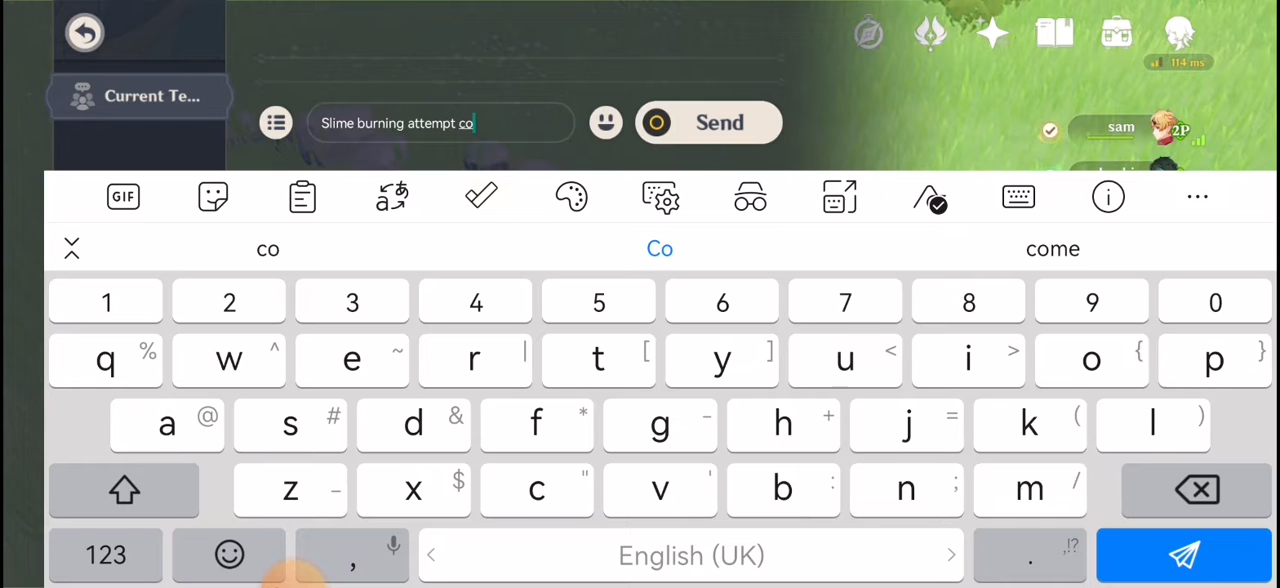 114 ms
Current Te...
Slime burning attempt co
Send
sam
2P
GIF
a あ
co
Co
come
1 2 3 4 5 6 7 8 9 0
q % w ^ e ~ r | t [ y ] u < i > o { p }
a @ s # d & f * g - h + j = k ( l )
z _ x $ c " v ' b : n ; m /
123
,
< English (UK) >
. ,!?